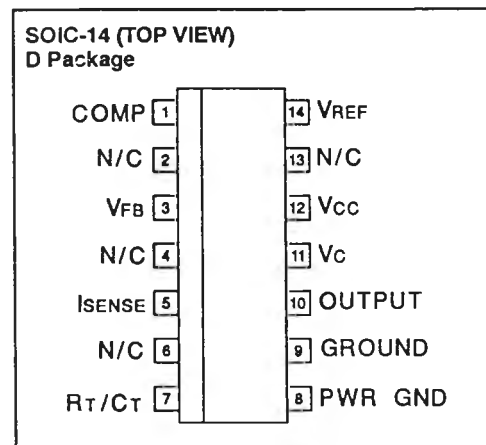 SOIC-14 (TOP VIEW)
D Package
COMP 1
N/C 2
VFB 3
N/C 4
ISENSE 5
N/C 6
RT/CT 7
14 VREF
13 N/C
12 VCC
11 VC
10 OUTPUT
9 GROUND
8 PWR GND